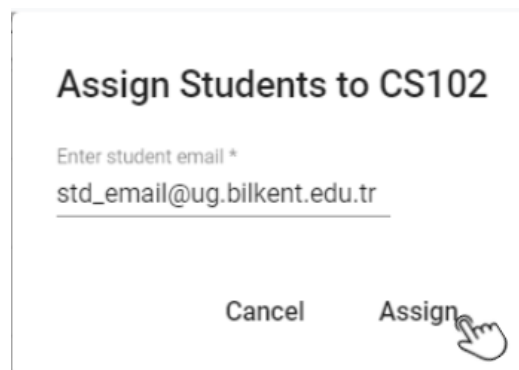 Assign Students to CS102
Enter student email *
std_email@ug.bilkent.edu.tr
Cancel Assign